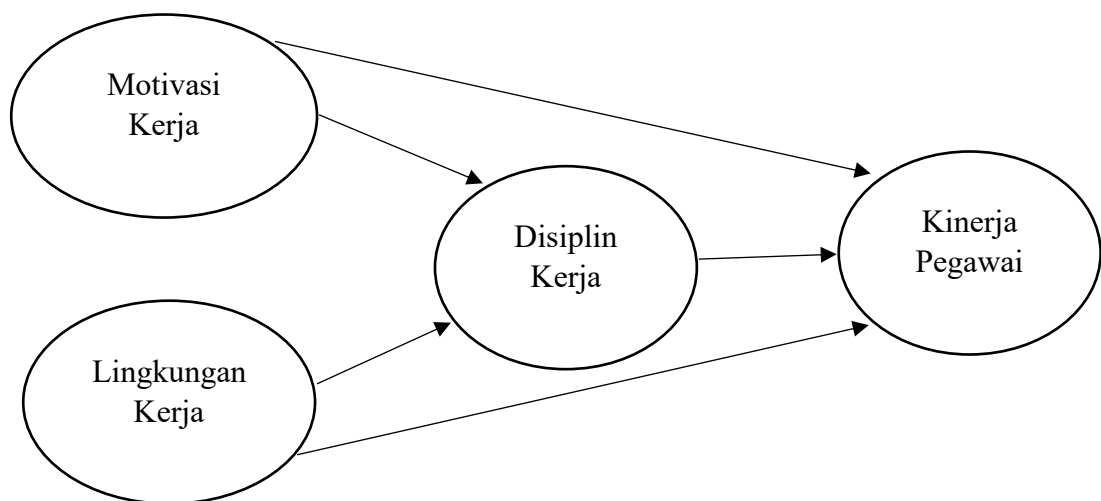 Motivasi
Kerja
Disiplin
Kerja
Kinerja
Pegawai
Lingkungan
Kerja